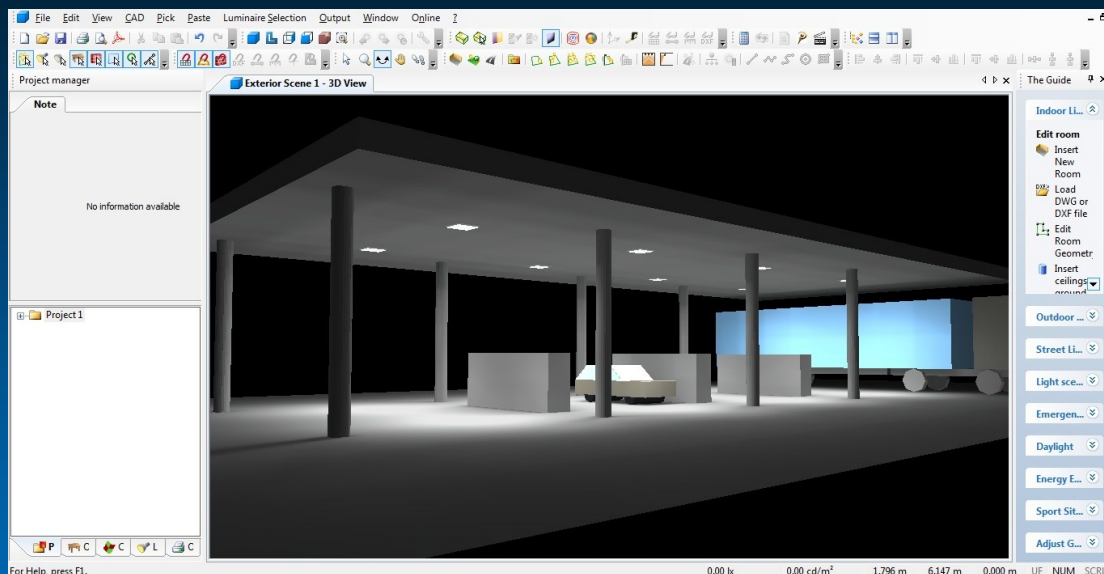 File Edit View CAD Pick Paste Luminaire Selection Output Window Online ?
Project manager
Exterior Scene 1 - 3D View
The Guide
Note
No information available
Project 1
P C C L C
Indoor Li...
Edit room
Insert
New
Room
Load
DWG or
DXF file
Edit
Room
Geometr
Insert
ceilings
ground
Outdoor ...
Street Li...
Light sce...
Emergen...
Daylight
Energy E...
Sport Sit...
Adjust G...
For Help, press F1.
0.00 lx 0.00 cd/m² 1.796 m 6.147 m 0.000 m UF NUM SCRI